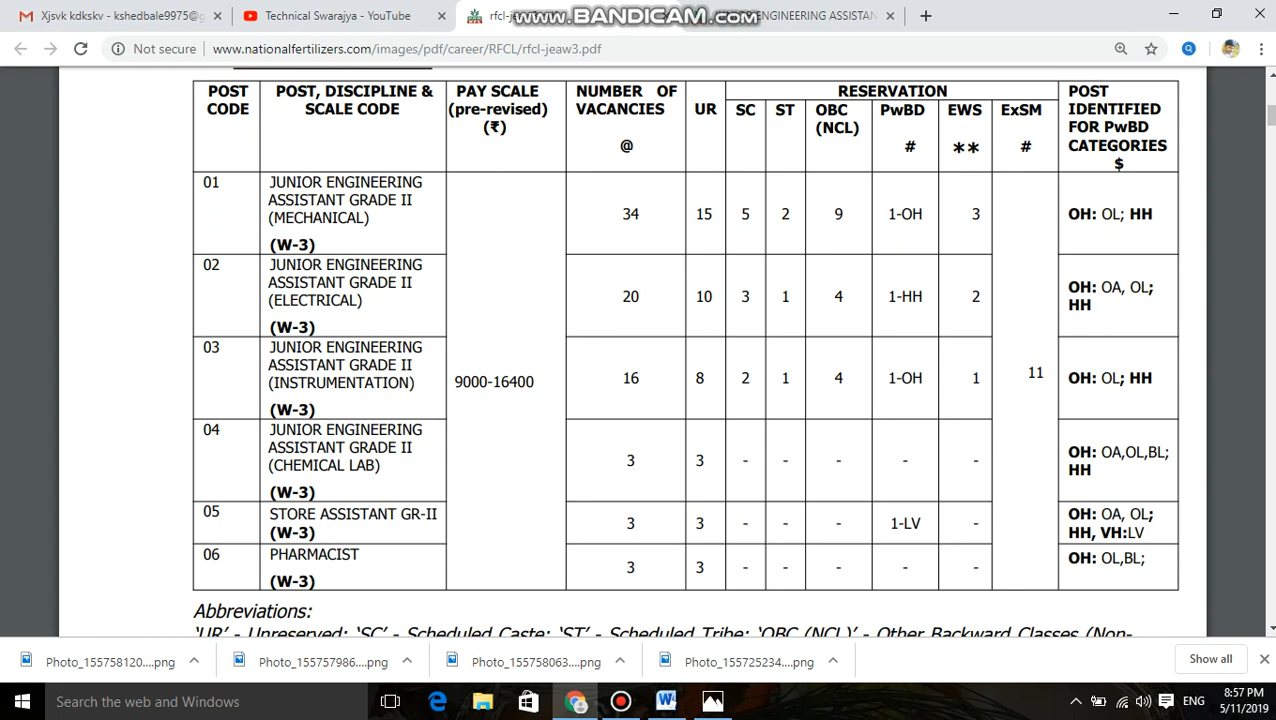 Xjsvk kdkskv - kshedbale9975@g
Technical Swarajya - YouTube
rfcl-je
www.BANDICAM.com
ENGINEERING ASSISTAN
Not secure
www.nationalfertilizers.com/images/pdf/career/RFCL/rfcl-jeaw3.pdf
POST CODE
POST, DISCIPLINE & SCALE CODE
PAY SCALE (pre-revised) (₹)
NUMBER OF VACANCIES @
UR
RESERVATION
SC
ST
OBC (NCL)
PwBD #
EWS **
ExSM #
POST IDENTIFIED FOR PwBD CATEGORIES $
01
JUNIOR ENGINEERING
ASSISTANT GRADE II
(MECHANICAL)
(W-3)
34 15 5 2 9 1-OH 3
OH: OL; HH
02
JUNIOR ENGINEERING
ASSISTANT GRADE II
(ELECTRICAL)
(W-3)
20 10 3 1 4 1-HH 2
OH: OA, OL;
HH
03
JUNIOR ENGINEERING
ASSISTANT GRADE II
(INSTRUMENTATION)
(W-3)
9000-16400
16 8 2 1 4 1-OH 1
11
OH: OL; HH
04
JUNIOR ENGINEERING
ASSISTANT GRADE II
(CHEMICAL LAB)
(W-3)
3 3 - - - - -
OH: OA,OL,BL;
HH
05
STORE ASSISTANT GR-II
(W-3)
3 3 - - - 1-LV -
OH: OA, OL;
HH, VH:LV
06
PHARMACIST
(W-3)
3 3 - - - - -
OH: OL,BL;
Abbreviations:
'UR' - Unreserved; 'SC' - Scheduled Caste; 'ST' - Scheduled Tribe; 'OBC (NCL)' - Other Backward Classes (Non-
Photo_155758120....png
Photo_155757986....png
Photo_155758063....png
Photo_155725234....png
Show all
Search the web and Windows
ENG
8:57 PM
5/11/2019